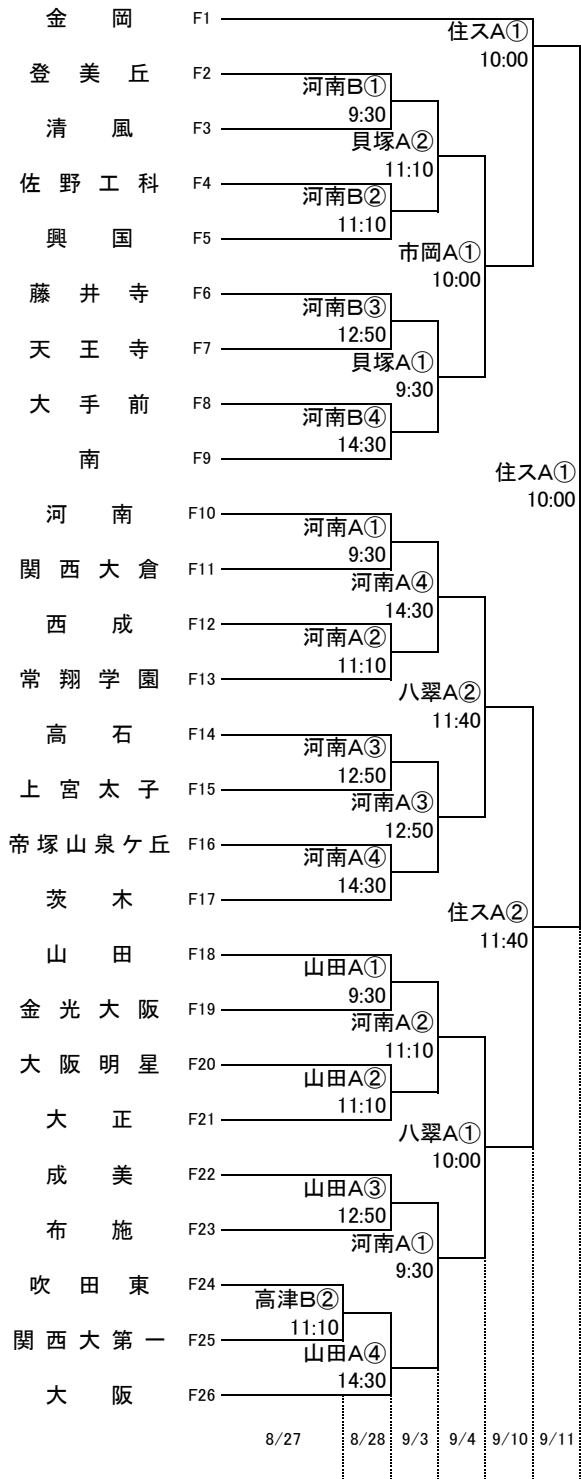 金岡 F1
住スA①
10:00
登美丘 F2
河南B①
9:30
清風 F3
貝塚A②
11:10
佐野工科 F4
河南B②
11:10
興国 F5
市岡A①
10:00
藤井寺 F6
河南B③
12:50
天王寺 F7
貝塚A①
9:30
大手前 F8
河南B④
14:30
南 F9
住スA①
10:00
河南 F10
河南A①
9:30
関西大倉 F11
河南A④
14:30
西成 F12
河南A②
11:10
常翔学園 F13
八翠A②
11:40
高石 F14
河南A③
12:50
上宮太子 F15
河南A③
12:50
帝塚山泉ケ丘 F16
河南A④
14:30
茨木 F17
住スA②
11:40
山田 F18
山田A①
9:30
金光大阪 F19
河南A②
11:10
大阪明星 F20
山田A②
11:10
大正 F21
八翠A①
10:00
成美 F22
山田A③
12:50
布施 F23
河南A①
9:30
吹田東 F24
高津B②
11:10
関西大第一 F25
山田A④
14:30
大阪 F26
8/27 8/28 9/3 9/4 9/10 9/11